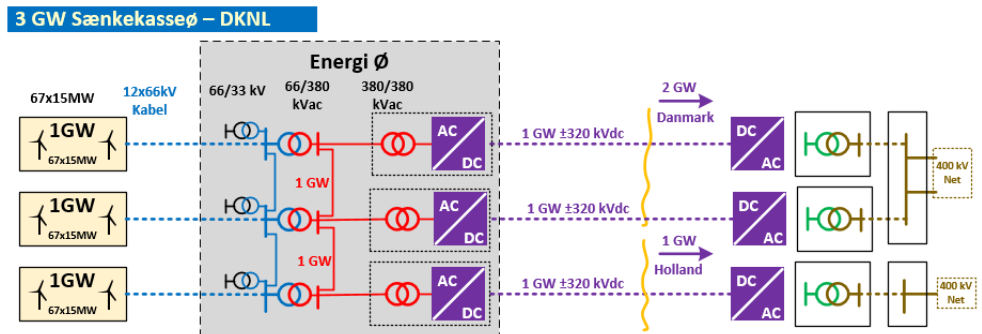 3 GW Sænkekasseø – DKNL
Energi Ø
67x15MW
12x66kV
Kabel
66/33 kV
66/380
kVac
380/380
kVac
2 GW
Danmark
1GW
67x15MW
AC
DC
1 GW ±320 kVdc
DC
AC
400 kV
Net
1 GW
1GW
67x15MW
AC
DC
1 GW ±320 kVdc
DC
AC
1 GW
1 GW
Holland
1GW
67x15MW
AC
DC
1 GW ±320 kVdc
DC
AC
400 kV
Net